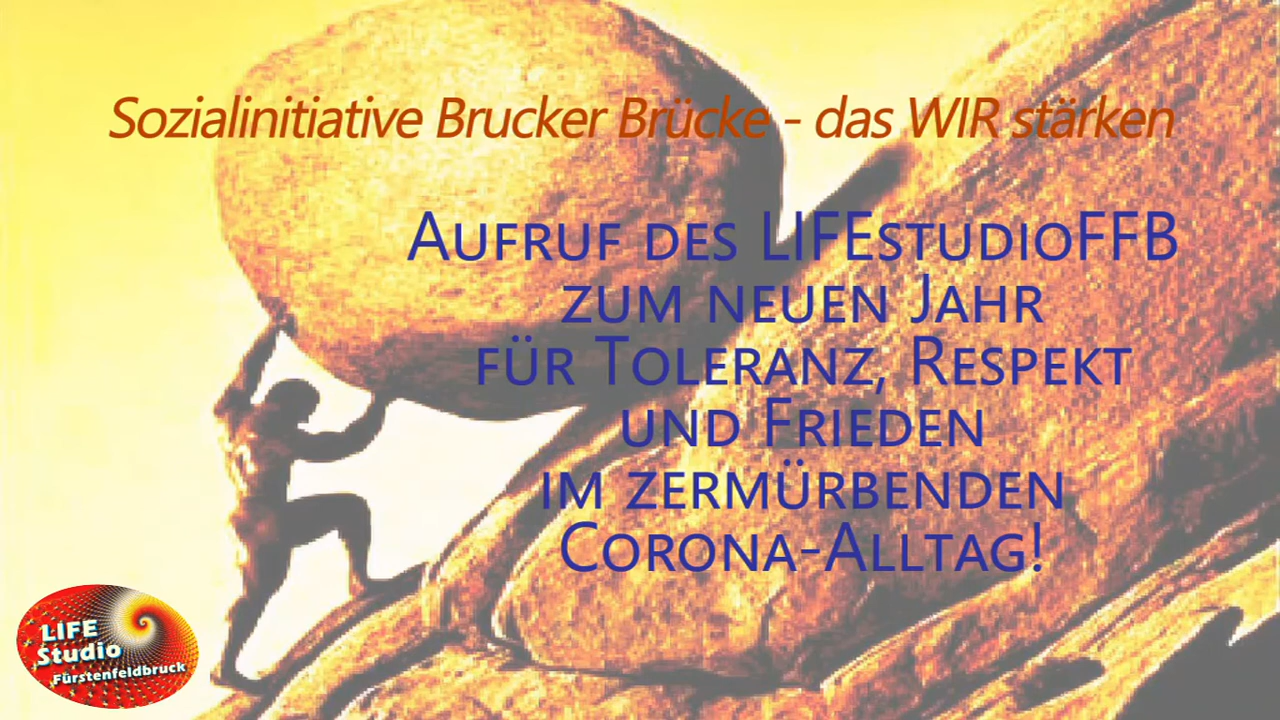 Sozialinitiative Brucker Brücke - das WIR stärken
Aufruf des LIFEstudioFFB
zum neuen Jahr
für Toleranz, Respekt
und Frieden
im zermürbenden
Corona-Alltag!
LIFE
Studio
Fürstenfeldbruck